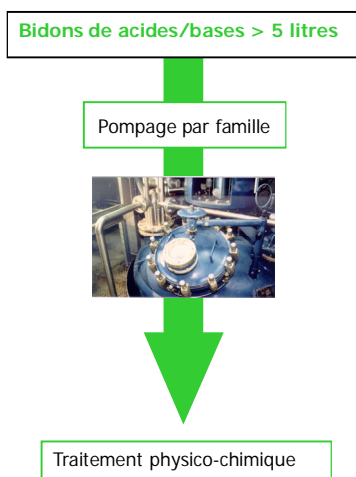 Bidons de acides/bases > 5 litres
Pompage par famille
Traitement physico-chimique